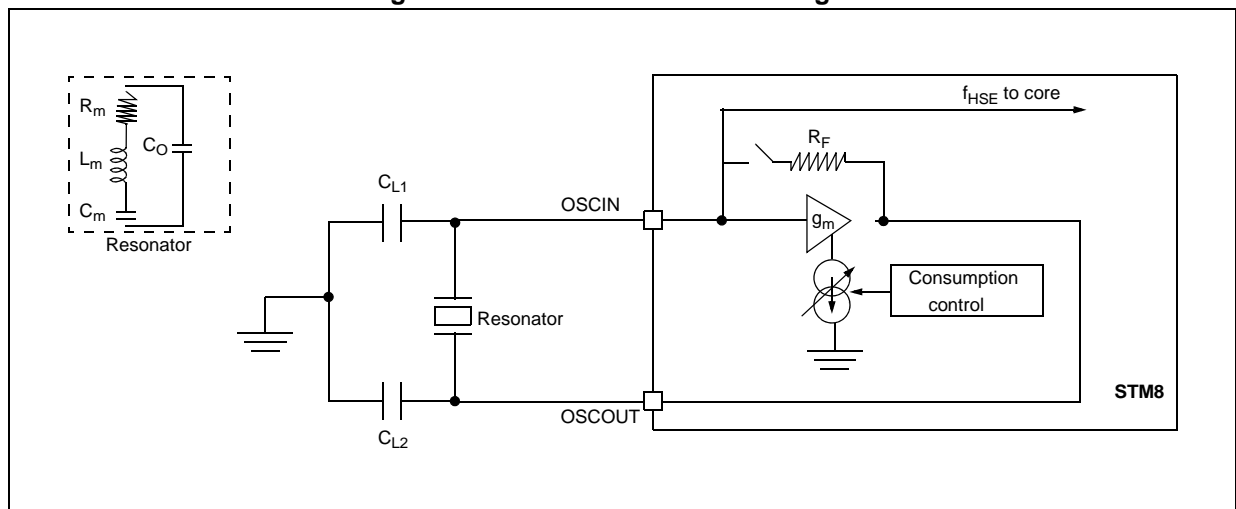 fHSE to core
Rm
RF
CO
Lm
CL1
Cm
OSCIN
gm
Resonator
Consumption
control
Resonator
STM8
OSCOUT
CL2